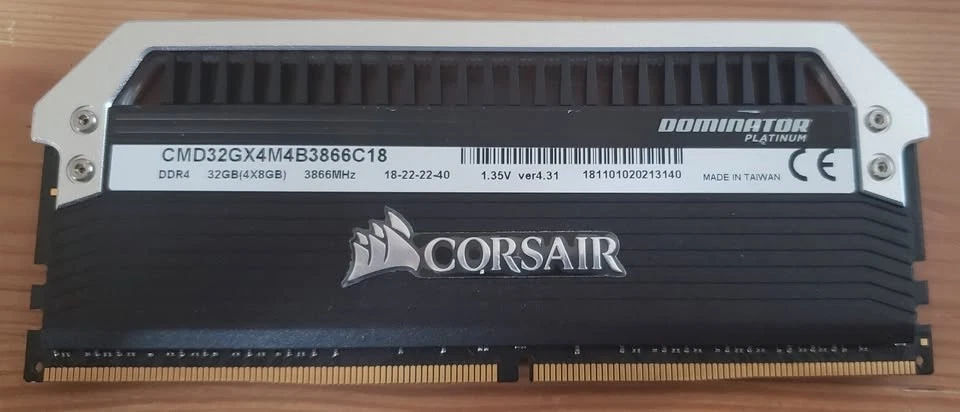 DOMINATOR
PLATINUM
CMD32GX4M4B3866C18
DDR4 32GB(4X8GB) 3866MHz 18-22-22-40 1.35V ver4.31 181101020213140 MADE IN TAIWAN CE
CORSAIR